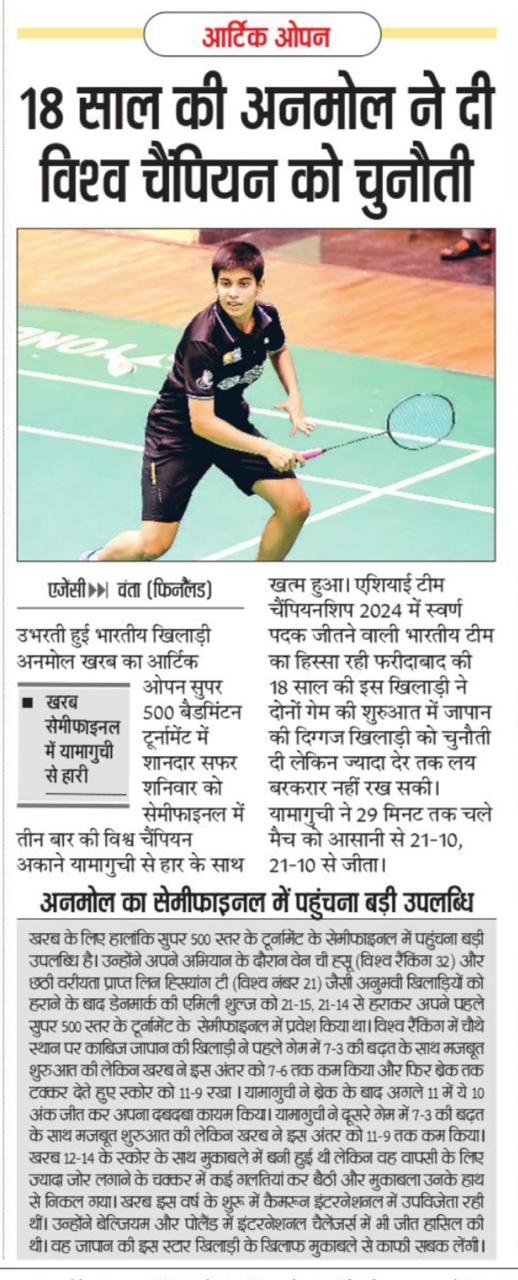 आर्टिक ओपन
18 साल की अनमोल ने दी
विश्व चैंपियन को चुनौती
YONEX
एजेंसी▶▶| वंता (फिनलैंड)
उभरती हुई भारतीय खिलाड़ी
अनमोल खरब का आर्टिक
ओपन सुपर
500 बैडमिंटन
टूर्नामेंट में
शानदार सफर
शनिवार को
सेमीफाइनल में
तीन बार की विश्व चैंपियन
अकाने यामागुची से हार के साथ
■ खरब
सेमीफाइनल
में यामागुची
से हारी
खत्म हुआ। एशियाई टीम
चैंपियनशिप 2024 में स्वर्ण
पदक जीतने वाली भारतीय टीम
का हिस्सा रही फरीदाबाद की
18 साल की इस खिलाड़ी ने
दोनों गेम की शुरुआत में जापान
की दिग्गज खिलाड़ी को चुनौती
दी लेकिन ज्यादा देर तक लय
बरकरार नहीं रख सकी।
यामागुची ने 29 मिनट तक चले
मैच को आसानी से 21-10,
21-10 से जीता।
अनमोल का सेमीफाइनल में पहुंचना बड़ी उपलब्धि
खरब के लिए हालांकि सुपर 500 स्तर के टूर्नामेंट के सेमीफाइनल में पहुंचना बड़ी
उपलब्धि है। उन्होंने अपने अभियान के दौरान वेन ची ह्सू (विश्व रैंकिंग 32) और
छठी वरीयता प्राप्त लिन हिसयांग टी (विश्व नंबर 21) जैसी अनुभवी खिलाड़ियों को
हराने के बाद डेनमार्क की एमिली शुल्ज को 21-15, 21-14 से हराकर अपने पहले
सुपर 500 स्तर के टूर्नामेंट के सेमीफाइनल में प्रवेश किया था। विश्व रैंकिंग में चौथे
स्थान पर काबिज जापान की खिलाड़ी ने पहले गेम में 7-3 की बढ़त के साथ मजबूत
शुरुआत की लेकिन खरब ने इस अंतर को 7-6 तक कम किया और फिर ब्रेक तक
टक्कर देते हुए स्कोर को 11-9 रखा । यामागुची ने ब्रेक के बाद अगले 11 में ये 10
अंक जीत कर अपना दबदबा कायम किया। यामागुची ने दूसरे गेम में 7-3 की बढ़त
के साथ मजबूत शुरुआत की लेकिन खरब ने इस अंतर को 11-9 तक कम किया।
खरब 12-14 के स्कोर के साथ मुकाबले में बनी हुई थी लेकिन वह वापसी के लिए
ज्यादा जोर लगाने के चक्कर में कई गलतियां कर बैठी और मुकाबला उनके हाथ
से निकल गया। खरब इस वर्ष के शुरू में कैमरून इंटरनेशनल में उपविजेता रही
थीं। उन्होंने बेल्जियम और पोलैंड में इंटरनेशनल चैलेंजर्स में भी जीत हासिल की
थी। वह जापान की इस स्टार खिलाड़ी के खिलाफ मुकाबले से काफी सबक लेंगी।